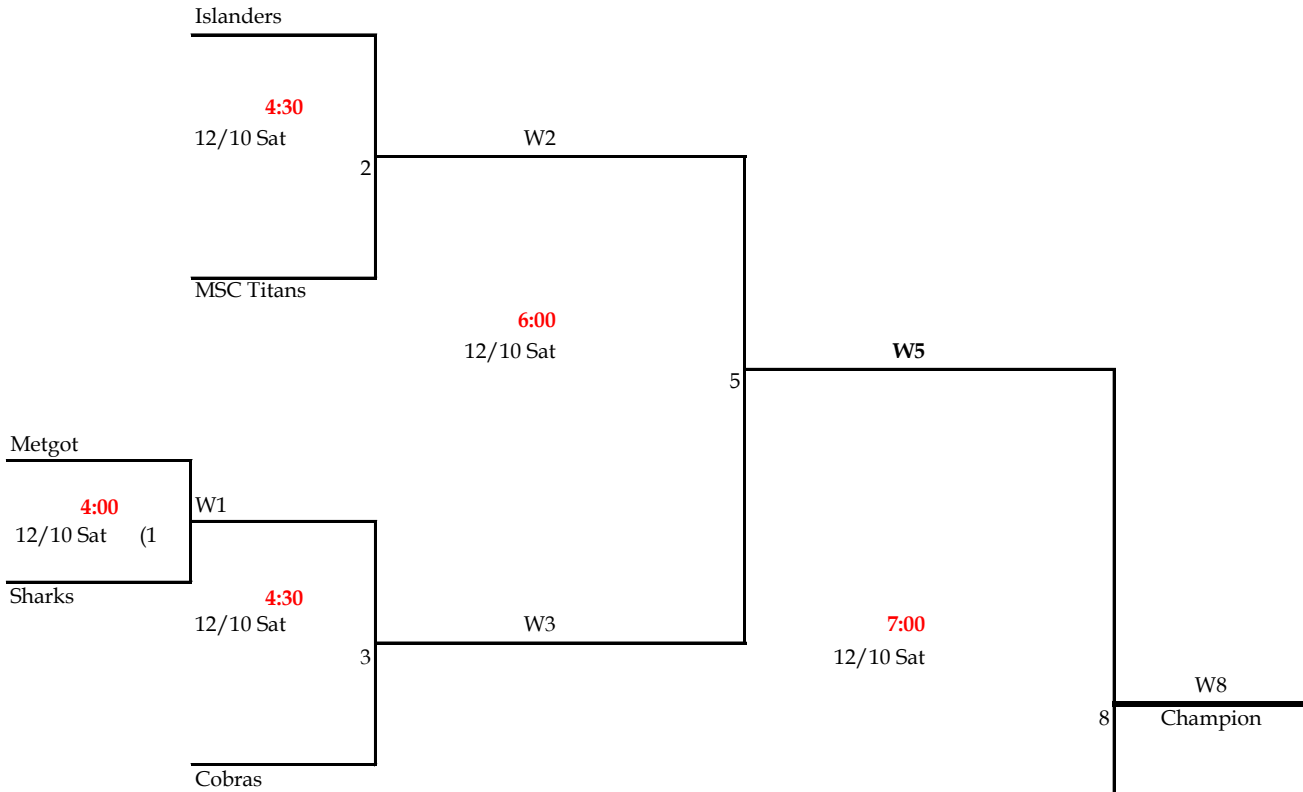 Islanders
4:30
12/10 Sat
W2
2
MSC Titans
6:00
12/10 Sat
W5
5
Metgot
4:00
W1
12/10 Sat (1
Sharks
4:30
12/10 Sat
W3
7:00
3
12/10 Sat
W8
8
Champion
Cobras